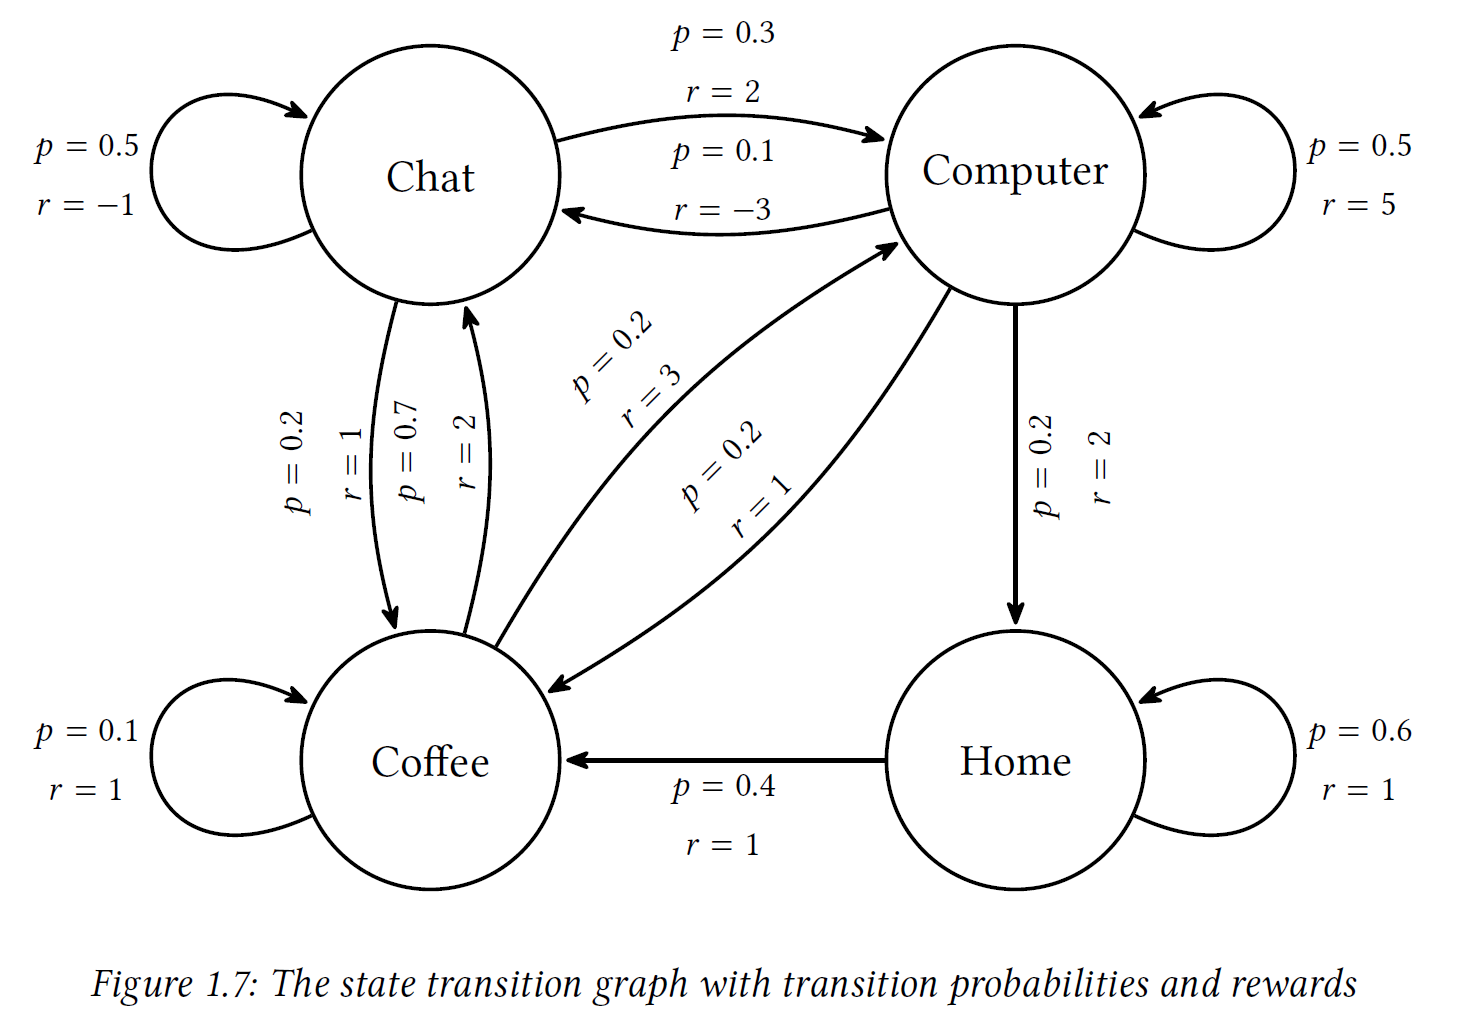 p = 0.3
r = 2
p = 0.1
r = −3
Chat
Computer
p = 0.5
r = −1
p = 0.5
r = 5
p = 0.2
r = 1
p = 0.7
r = 2
p = 0.2
r = 3
p = 0.2
r = 1
p = 0.2
r = 2
p = 0.1
r = 1
Coffee
Home
p = 0.4
r = 1
p = 0.6
r = 1
Figure 1.7: The state transition graph with transition probabilities and rewards